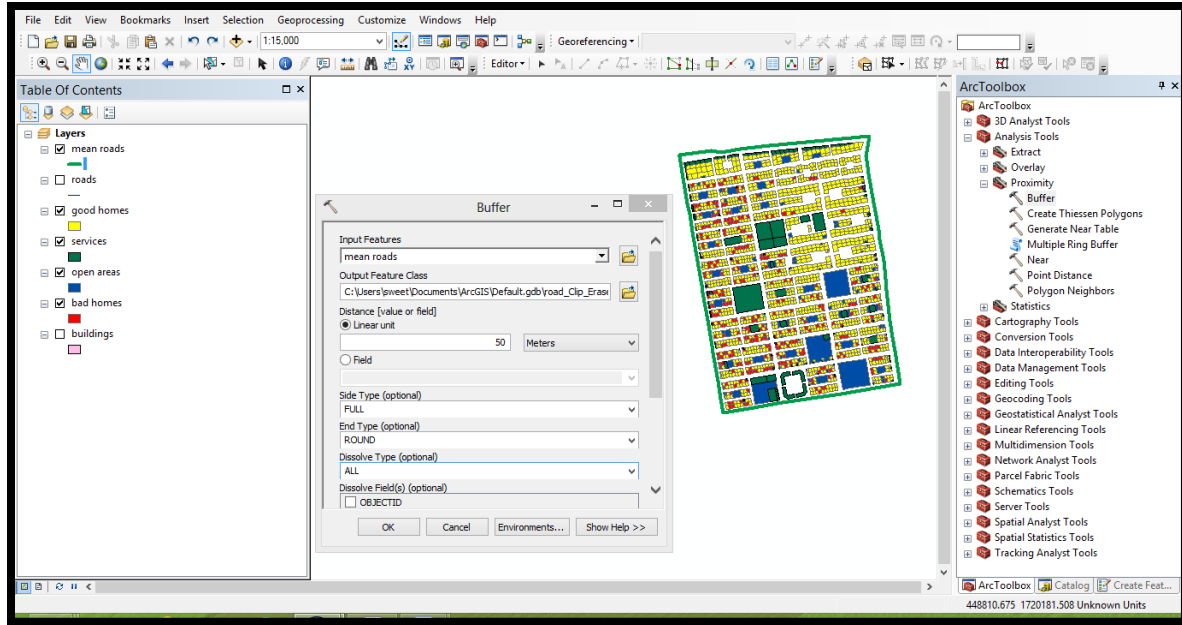 File Edit View Bookmarks Insert Selection Geoprocessing Customize Windows Help
1:15,000
Georeferencing
Editor
Table Of Contents
Layers
mean roads
roads
good homes
services
open areas
bad homes
buildings
Buffer
Input Features
mean roads
Output Feature Class
C:\Users\sweet\Documents\ArcGIS\Default.gdb\road_Clip_Erase
Distance [value or field]
Linear unit
50 Meters
Field
Side Type (optional)
FULL
End Type (optional)
ROUND
Dissolve Type (optional)
ALL
Dissolve Field(s) (optional)
OBJECTID
OK Cancel Environments... Show Help >>
ArcToolbox
ArcToolbox
3D Analyst Tools
Analysis Tools
Extract
Overlay
Proximity
Buffer
Create Thiessen Polygons
Generate Near Table
Multiple Ring Buffer
Near
Point Distance
Polygon Neighbors
Statistics
Cartography Tools
Conversion Tools
Data Interoperability Tools
Data Management Tools
Editing Tools
Geocoding Tools
Geostatistical Analyst Tools
Linear Referencing Tools
Multidimension Tools
Network Analyst Tools
Parcel Fabric Tools
Schematics Tools
Server Tools
Spatial Analyst Tools
Spatial Statistics Tools
Tracking Analyst Tools
ArcToolbox Catalog Create Feat...
448810.675 1720181.508 Unknown Units